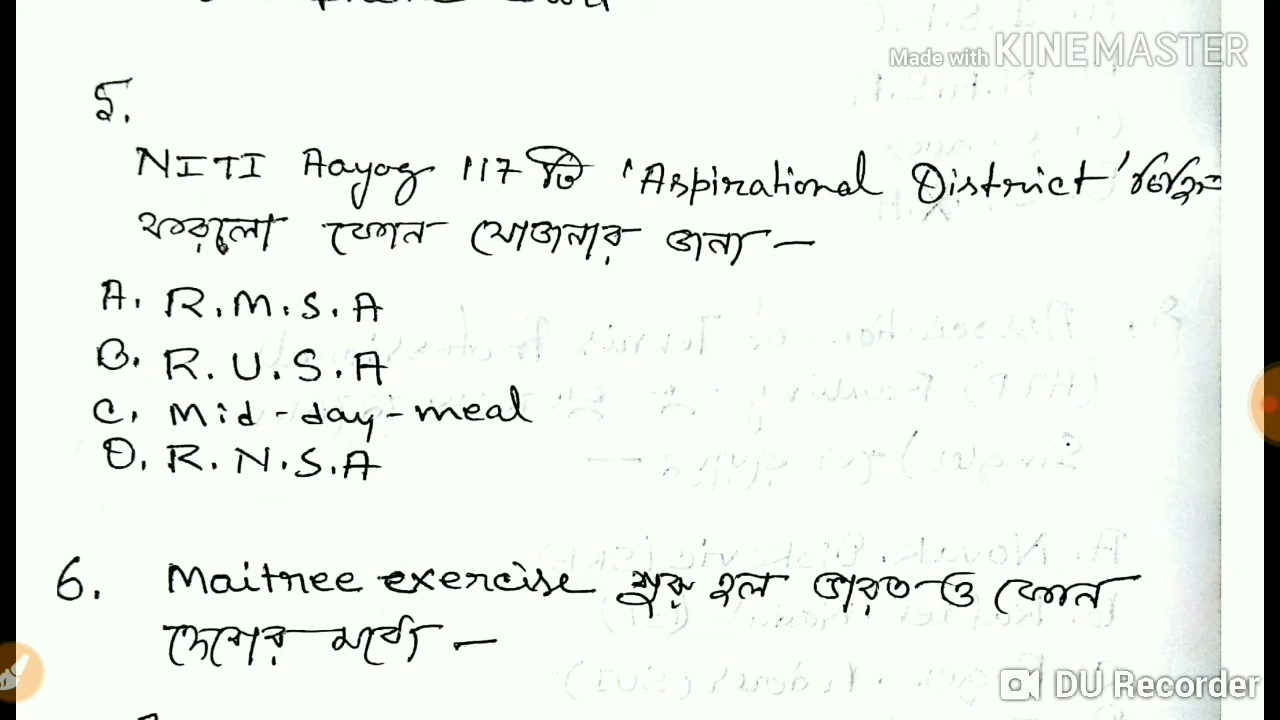 Made with KINEMASTER
5.
NITI Aayog 117 টি 'Aspirational District' চিহ্নিত
করলো কোন যোজনার জন্য —
A. R.M.S.A
B. R.U.S.A
C. Mid-day-meal
D. R.N.S.A
6. Maitree exercise শুরু হল ভারত ও কোন
দেশের মধ্যে —
DU Recorder